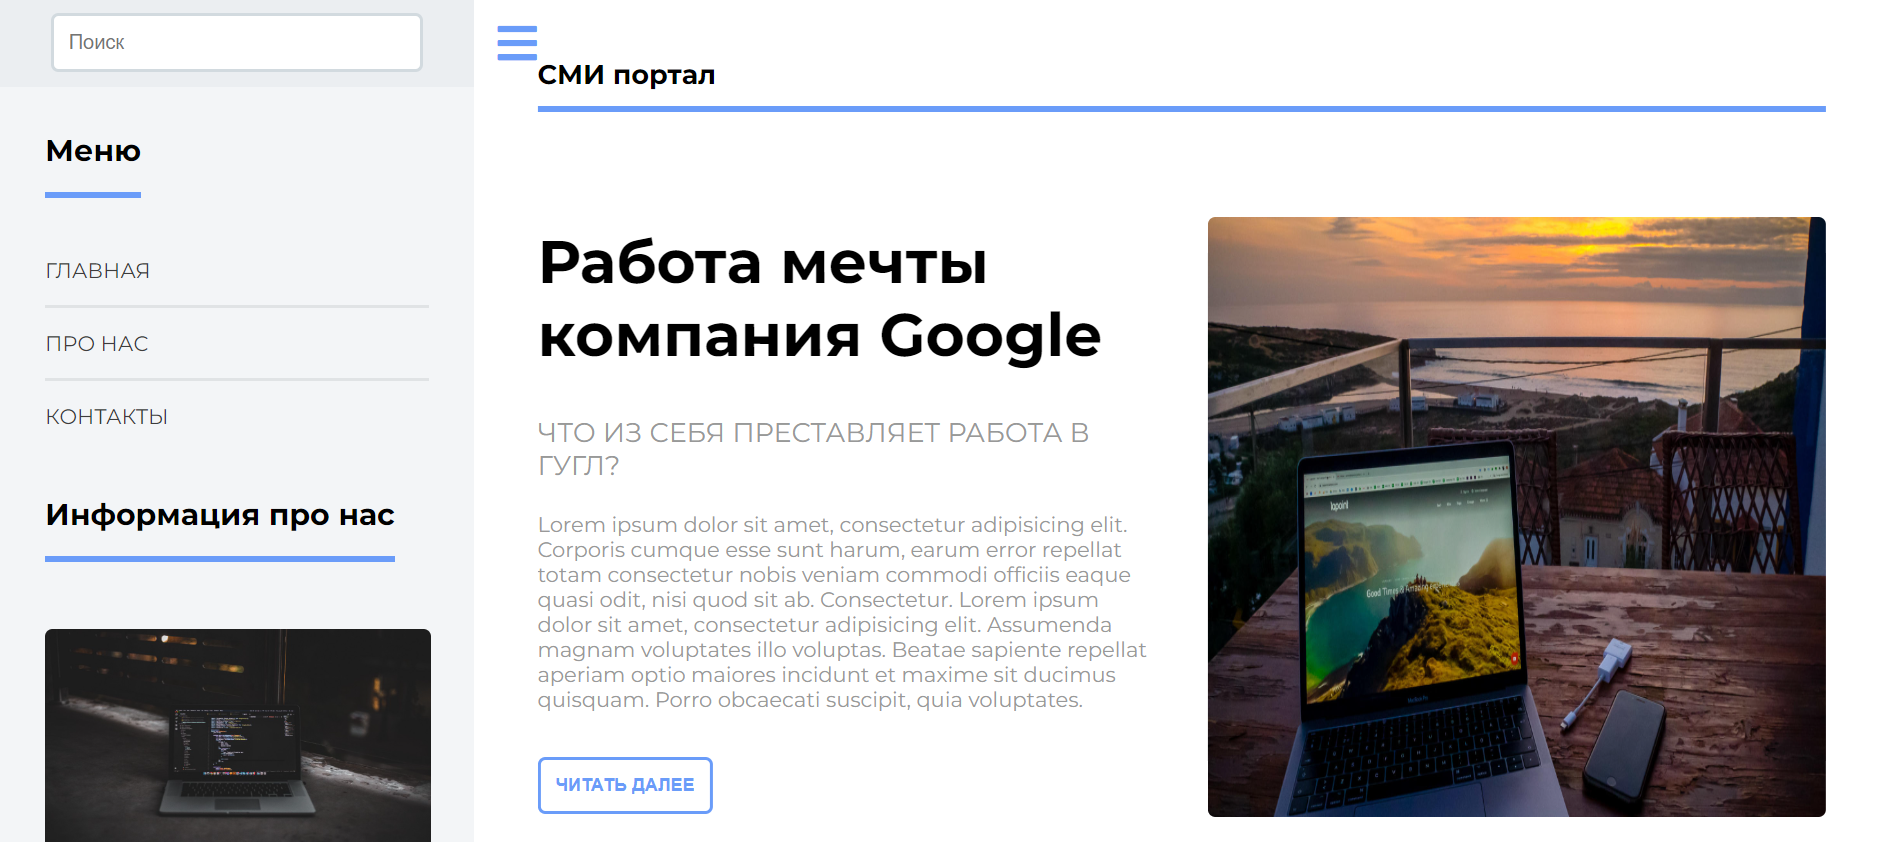 Поиск
Меню
ГЛАВНАЯ
ПРО НАС
КОНТАКТЫ
Информация про нас
СМИ портал
Работа мечты
компания Google
ЧТО ИЗ СЕБЯ ПРЕСТАВЛЯЕТ РАБОТА В
ГУГЛ?
Lorem ipsum dolor sit amet, consectetur adipisicing elit.
Corporis cumque esse sunt harum, earum error repellat
totam consectetur nobis veniam commodi officiis eaque
quasi odit, nisi quod sit ab. Consectetur. Lorem ipsum
dolor sit amet, consectetur adipisicing elit. Assumenda
magnam voluptates illo voluptas. Beatae sapiente repellat
aperiam optio maiores incidunt et maxime sit ducimus
quisquam. Porro obcaecati suscipit, quia voluptates.
ЧИТАТЬ ДАЛЕЕ
lapoint
Good Times & Amazing